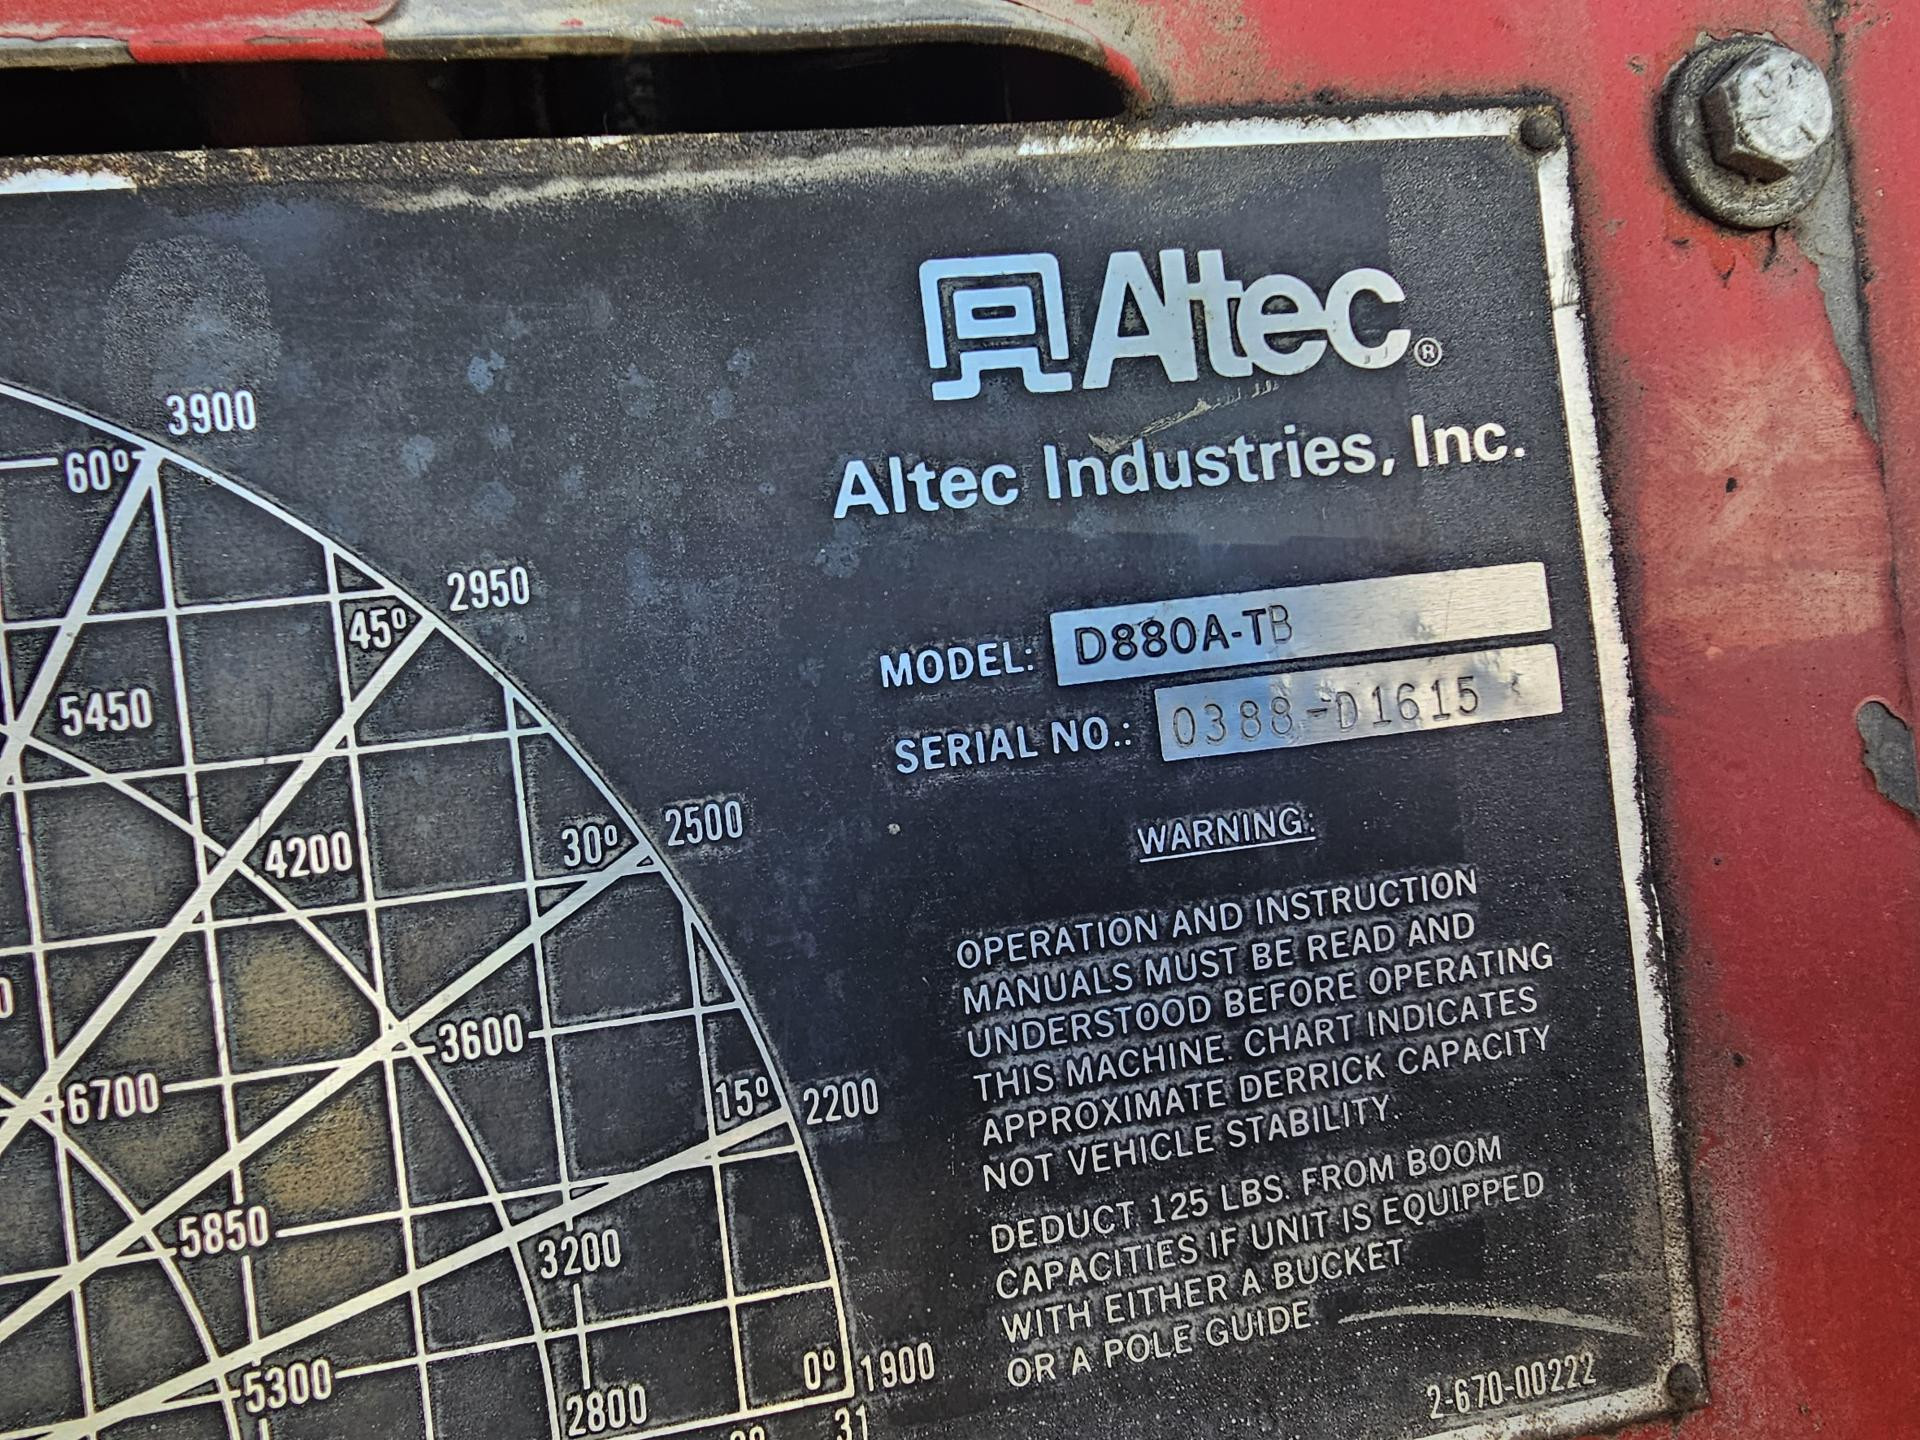 Altec®
Altec Industries, Inc.
MODEL: D880A-TB
SERIAL NO.: 0388-D1615
WARNING:
OPERATION AND INSTRUCTION
MANUALS MUST BE READ AND
UNDERSTOOD BEFORE OPERATING
THIS MACHINE. CHART INDICATES
APPROXIMATE DERRICK CAPACITY
NOT VEHICLE STABILITY.
DEDUCT 125 LBS. FROM BOOM
CAPACITIES IF UNIT IS EQUIPPED
WITH EITHER A BUCKET
OR A POLE GUIDE.
2-670-00222
3900
60°
2950
45°
5450
2500
30°
4200
3600
6700
15°
2200
5850
3200
0°
1900
5300
2800
31